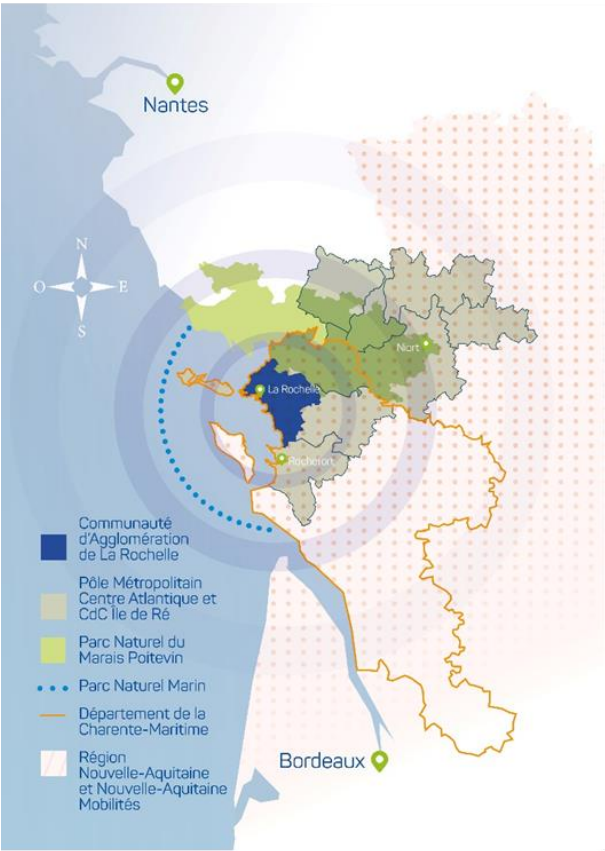 Nantes
N
O
E
S
Niort
La Rochelle
Rochefort
Communauté
d'Agglomération
de La Rochelle
Pôle Métropolitain
Centre Atlantique et
CdC Île de Ré
Parc Naturel du
Marais Poitevin
Parc Naturel Marin
Département de la
Charente-Maritime
Région
Nouvelle-Aquitaine
et Nouvelle-Aquitaine
Mobilités
Bordeaux